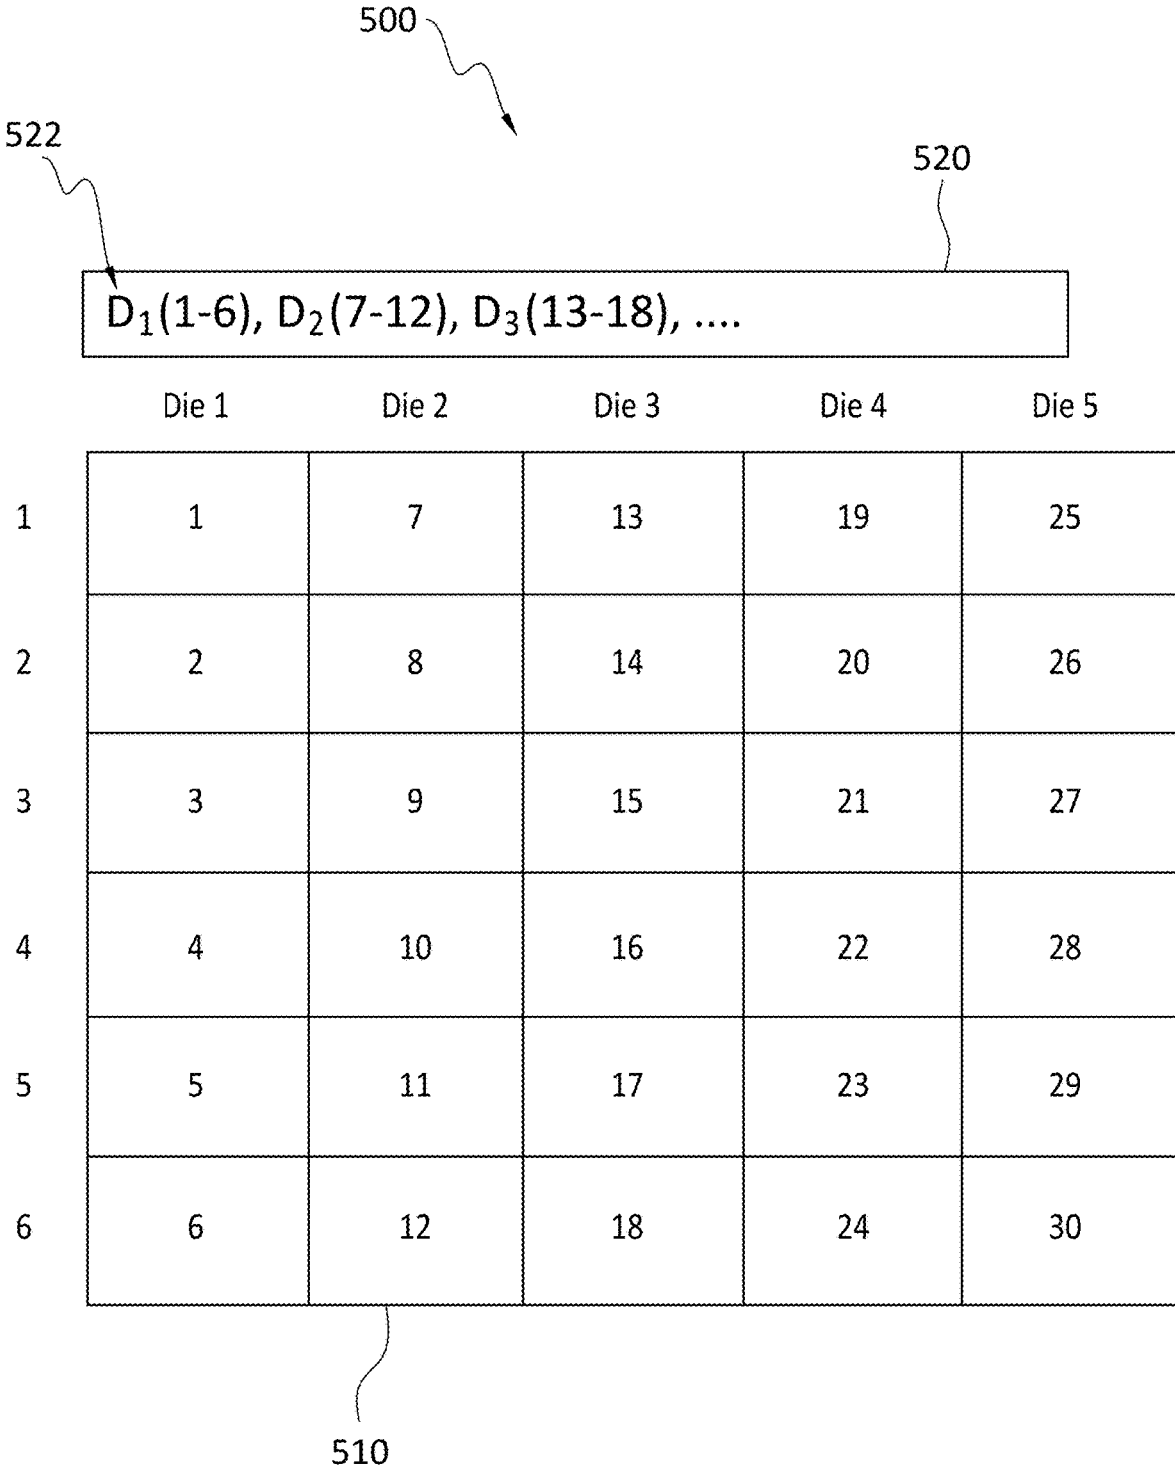 500
522
520
D₁(1-6), D₂(7-12), D₃(13-18), ....
Die 1 Die 2 Die 3 Die 4 Die 5
1 1 7 13 19 25
2 2 8 14 20 26
3 3 9 15 21 27
4 4 10 16 22 28
5 5 11 17 23 29
6 6 12 18 24 30
510